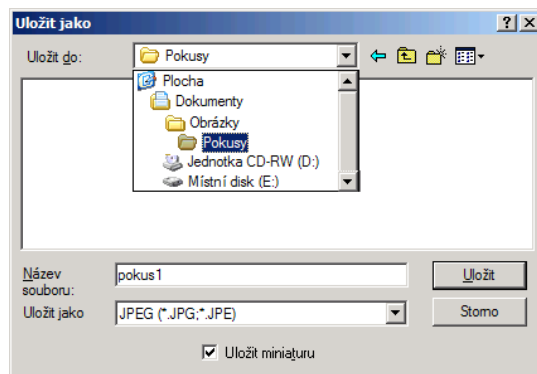 Uložit jako
Uložit do: Pokusy
Plocha
Dokumenty
Obrázky
Pokusy
Jednotka CD-RW (D:)
Místní disk (E:)
Název souboru: pokus1 Uložit
Uložit jako JPEG (*.JPG;*.JPE) Storno
Uložit miniaturu